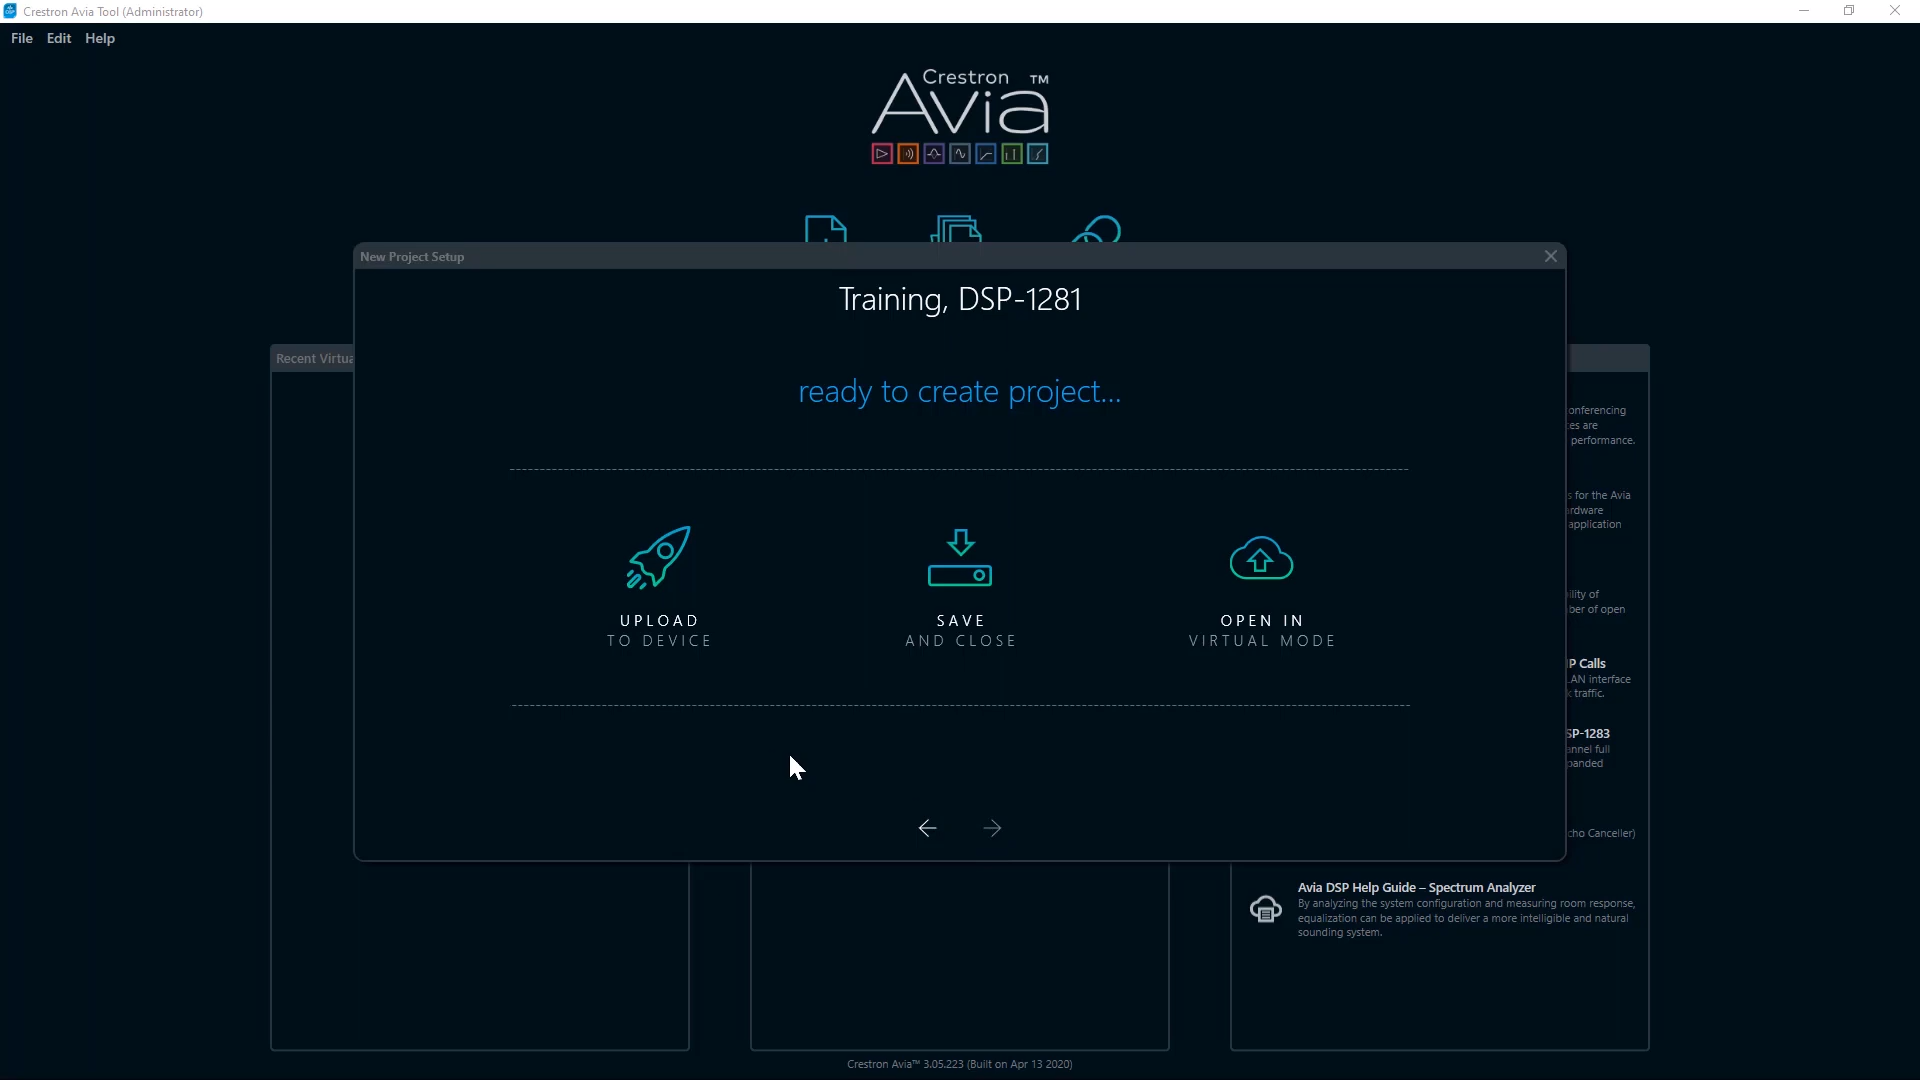 Crestron Avia Tool (Administrator)
File Edit Help
Crestron ™
Avia
New Project Setup
Training, DSP-1281
Recent Virtua
ready to create project...
onferencing
es are
performance.
s for the Avia
rdware
application
UPLOAD
TO DEVICE
SAVE
AND CLOSE
OPEN IN
VIRTUAL MODE
ility of
ber of open
P Calls
AN interface
traffic.
SP-1283
annel full
panded
cho Canceller)
Avia DSP Help Guide – Spectrum Analyzer
By analyzing the system configuration and measuring room response,
equalization can be applied to deliver a more intelligible and natural
sounding system.
Crestron Avia™ 3.05.223 (Built on Apr 13 2020)